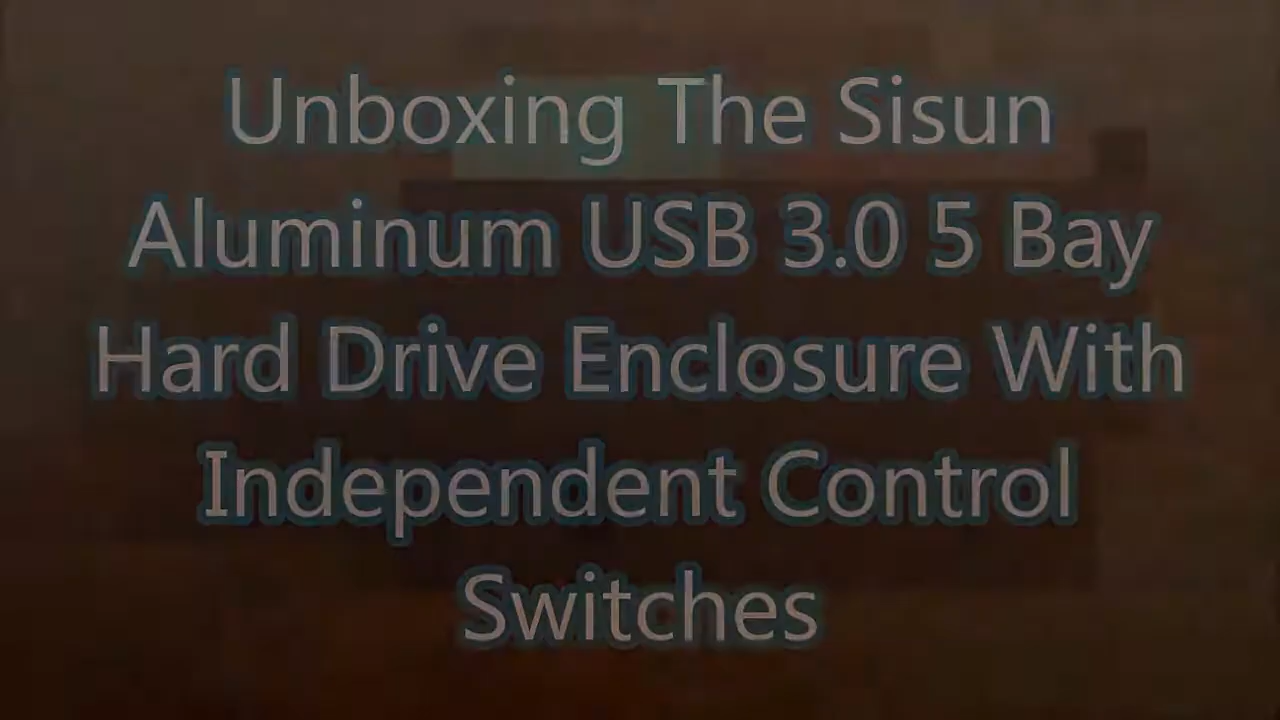 Unboxing The Sisun
Aluminum USB 3.0 5 Bay
Hard Drive Enclosure With
Independent Control
Switches